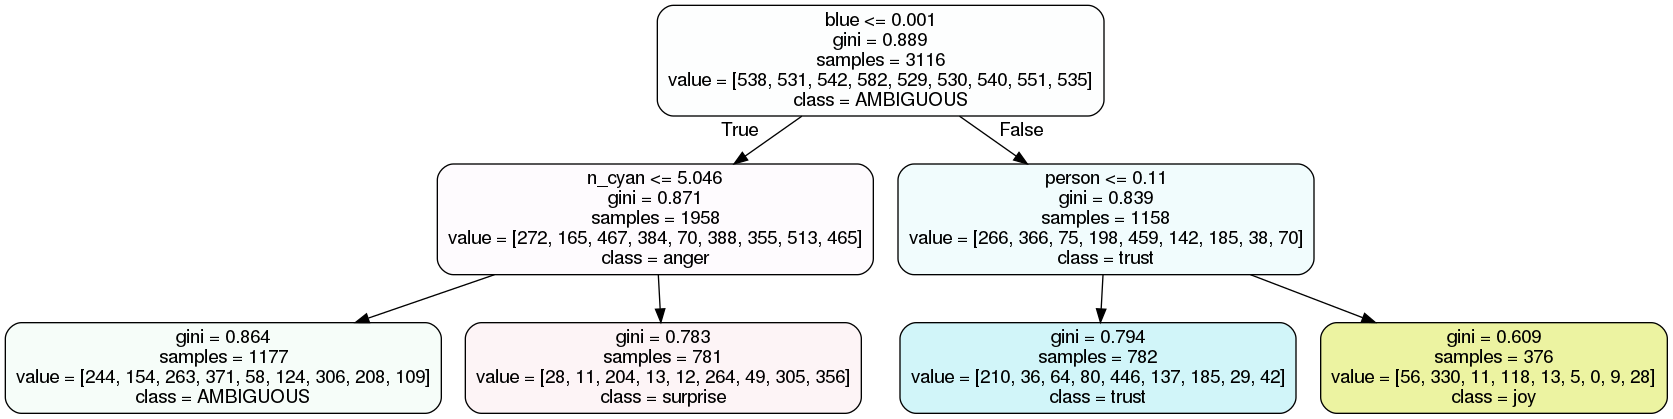 blue <= 0.001
gini = 0.889
samples = 3116
value = [538, 531, 542, 582, 529, 530, 540, 551, 535]
class = AMBIGUOUS
True
False
n_cyan <= 5.046
gini = 0.871
samples = 1958
value = [272, 165, 467, 384, 70, 388, 355, 513, 465]
class = anger
person <= 0.11
gini = 0.839
samples = 1158
value = [266, 366, 75, 198, 459, 142, 185, 38, 70]
class = trust
gini = 0.864
samples = 1177
value = [244, 154, 263, 371, 58, 124, 306, 208, 109]
class = AMBIGUOUS
gini = 0.783
samples = 781
value = [28, 11, 204, 13, 12, 264, 49, 305, 356]
class = surprise
gini = 0.794
samples = 782
value = [210, 36, 64, 80, 446, 137, 185, 29, 42]
class = trust
gini = 0.609
samples = 376
value = [56, 330, 11, 118, 13, 5, 0, 9, 28]
class = joy